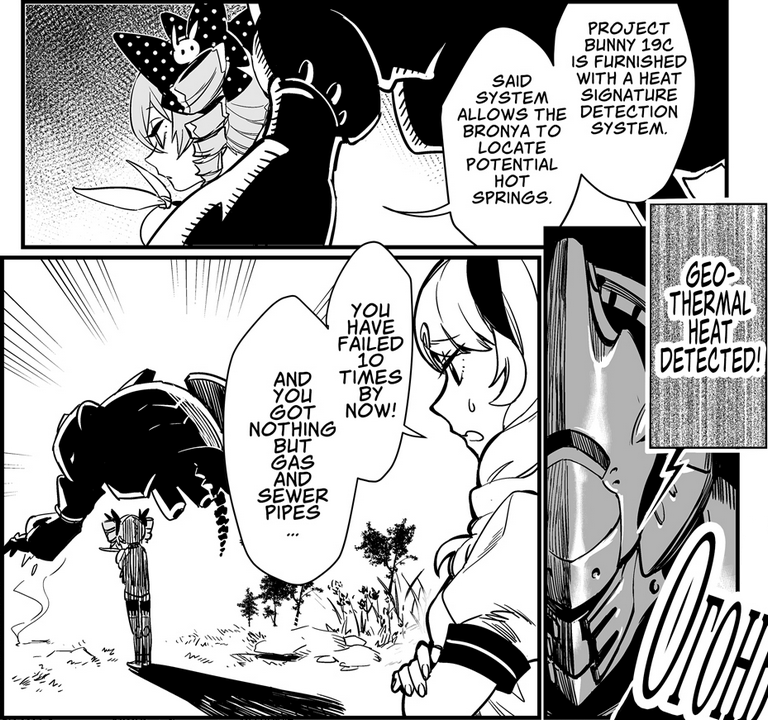 PROJECT
BUNNY 19C
IS FURNISHED
WITH A HEAT
SIGNATURE
DETECTION
SYSTEM.
SAID
SYSTEM
ALLOWS THE
BRONYA TO
LOCATE
POTENTIAL
HOT
SPRINGS.
GEO-
THERMAL
HEAT
DETECTED!
YOU
HAVE
FAILED
10
TIMES
BY
NOW!
AND
YOU
GOT
NOTHING
BUT
GAS
AND
SEWER
PIPES
...